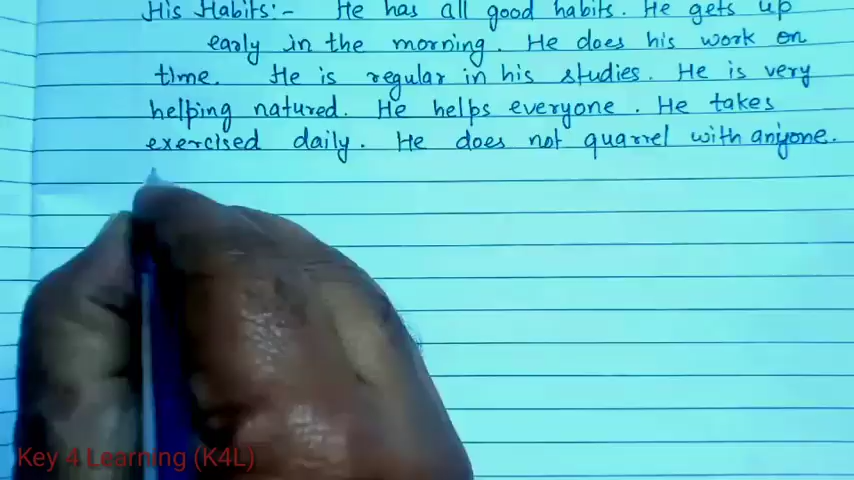 His Habits:- He has all good habits. He gets up
early in the morning. He does his work on
time. He is regular in his studies. He is very
helping natured. He helps everyone. He takes
exercised daily. He does not quarrel with aniyone.
Key 4 Learning (K4L)